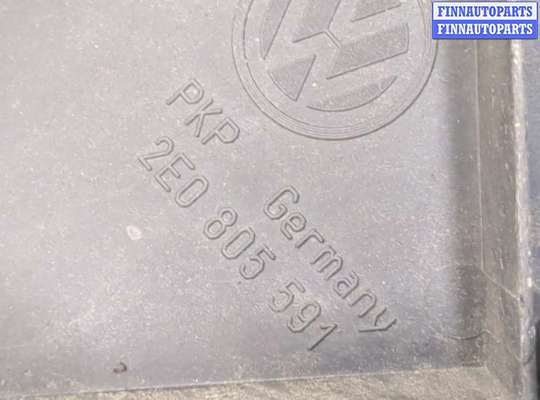 FINNAUTOPARTS
FINNAUTOPARTS
PKP Germany
2E0 805 591